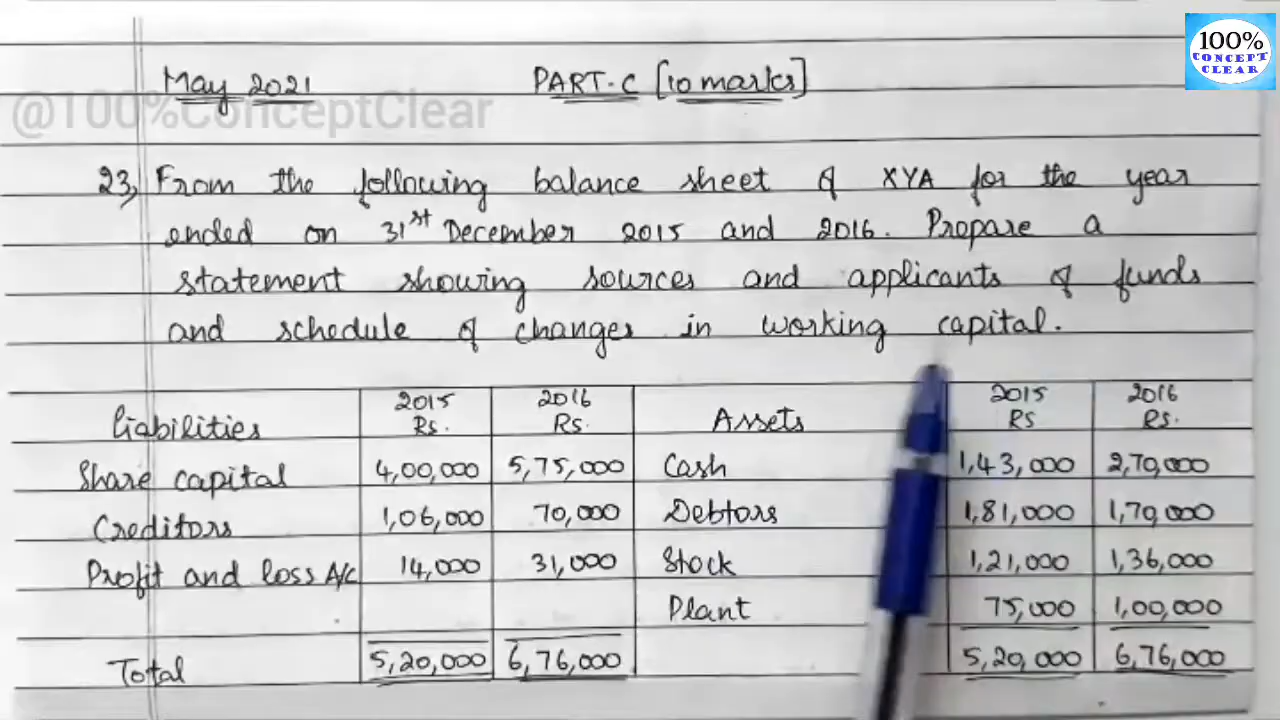 100%
CONCEPT
CLEAR
May 2021 PART-C [10 marks]
@100%ConceptClear
23, From the following balance sheet of XYA for the year
ended on 31st December 2015 and 2016. Prepare a
statement showing sources and applicants of funds
and schedule of changes in working capital.
Liabilities 2015 Rs. 2016 Rs. Assets 2015 Rs 2016 Rs.
Share capital 4,00,000 5,75,000 Cash 1,43,000 2,70,000
Creditors 1,06,000 70,000 Debtors 1,81,000 1,70,000
Profit and loss A/c 14,000 31,000 Stock 1,21,000 1,36,000
Plant 75,000 1,00,000
Total 5,20,000 6,76,000 5,20,000 6,76,000